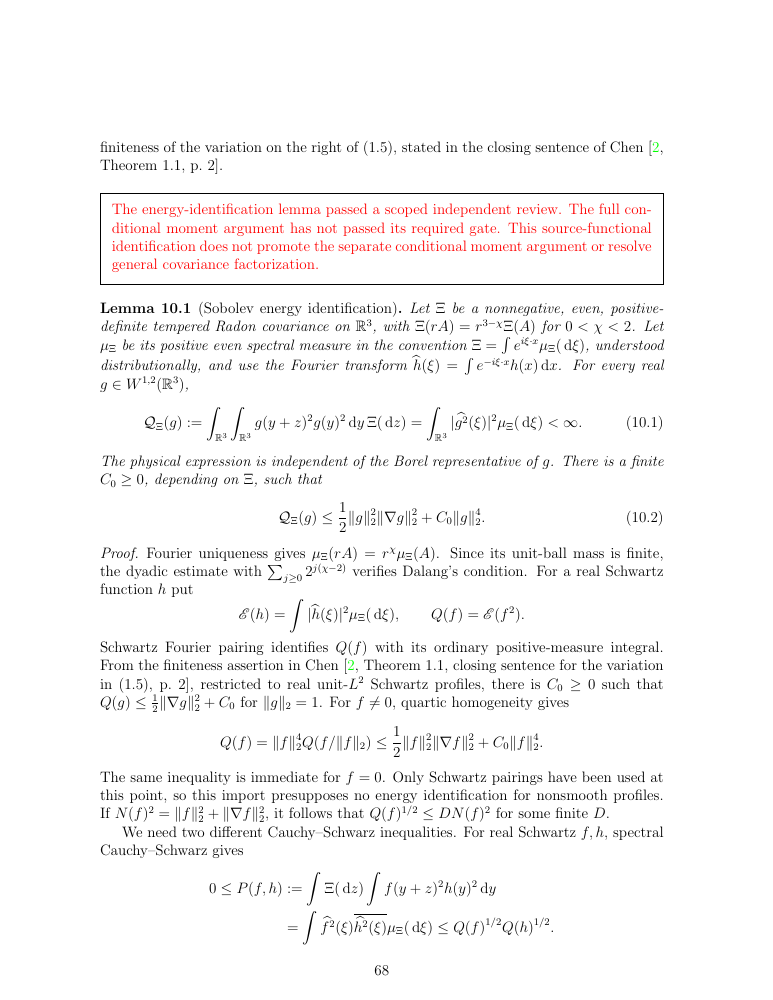 finiteness of the variation on the right of (1.5), stated in the closing sentence of Chen [2,
Theorem 1.1, p. 2].
The energy-identification lemma passed a scoped independent review. The full con-
ditional moment argument has not passed its required gate. This source-functional
identification does not promote the separate conditional moment argument or resolve
general covariance factorization.
Lemma 10.1 (Sobolev energy identification). Let Ξ be a nonnegative, even, positive-
definite tempered Radon covariance on ℝ³, with Ξ(rA) = r^{3−χ}Ξ(A) for 0 < χ < 2. Let
μ_Ξ be its positive even spectral measure in the convention Ξ = ∫ e^{iξ·x}μ_Ξ( dξ), understood
distributionally, and use the Fourier transform ĥ(ξ) = ∫ e^{−iξ·x}h(x) dx. For every real
g ∈ W^{1,2}(ℝ³),
𝒬_Ξ(g) := ∫_{ℝ³} ∫_{ℝ³} g(y + z)²g(y)² dy Ξ( dz) = ∫_{ℝ³} |\widehat{g²}(ξ)|²μ_Ξ( dξ) < ∞. (10.1)
The physical expression is independent of the Borel representative of g. There is a finite
C₀ ≥ 0, depending on Ξ, such that
𝒬_Ξ(g) ≤ \frac{1}{2}‖g‖₂²‖∇g‖₂² + C₀‖g‖₂⁴. (10.2)
Proof. Fourier uniqueness gives μ_Ξ(rA) = r^χμ_Ξ(A). Since its unit-ball mass is finite,
the dyadic estimate with ∑_{j≥0} 2^{j(χ−2)} verifies Dalang's condition. For a real Schwartz
function h put
ℰ(h) = ∫ |ĥ(ξ)|²μ_Ξ( dξ), Q(f) = ℰ(f²).
Schwartz Fourier pairing identifies Q(f) with its ordinary positive-measure integral.
From the finiteness assertion in Chen [2, Theorem 1.1, closing sentence for the variation
in (1.5), p. 2], restricted to real unit-L² Schwartz profiles, there is C₀ ≥ 0 such that
Q(g) ≤ ½‖∇g‖₂² + C₀ for ‖g‖₂ = 1. For f ≠ 0, quartic homogeneity gives
Q(f) = ‖f‖₂⁴Q(f/‖f‖₂) ≤ \frac{1}{2}‖f‖₂²‖∇f‖₂² + C₀‖f‖₂⁴.
The same inequality is immediate for f = 0. Only Schwartz pairings have been used at
this point, so this import presupposes no energy identification for nonsmooth profiles.
If N(f)² = ‖f‖₂² + ‖∇f‖₂², it follows that Q(f)^{1/2} ≤ DN(f)² for some finite D.
We need two different Cauchy–Schwarz inequalities. For real Schwartz f, h, spectral
Cauchy–Schwarz gives
0 ≤ P(f, h) := ∫ Ξ( dz) ∫ f(y + z)²h(y)² dy
= ∫ \widehat{f²}(ξ)\overline{\widehat{h²}(ξ)}μ_Ξ( dξ) ≤ Q(f)^{1/2}Q(h)^{1/2}.
68